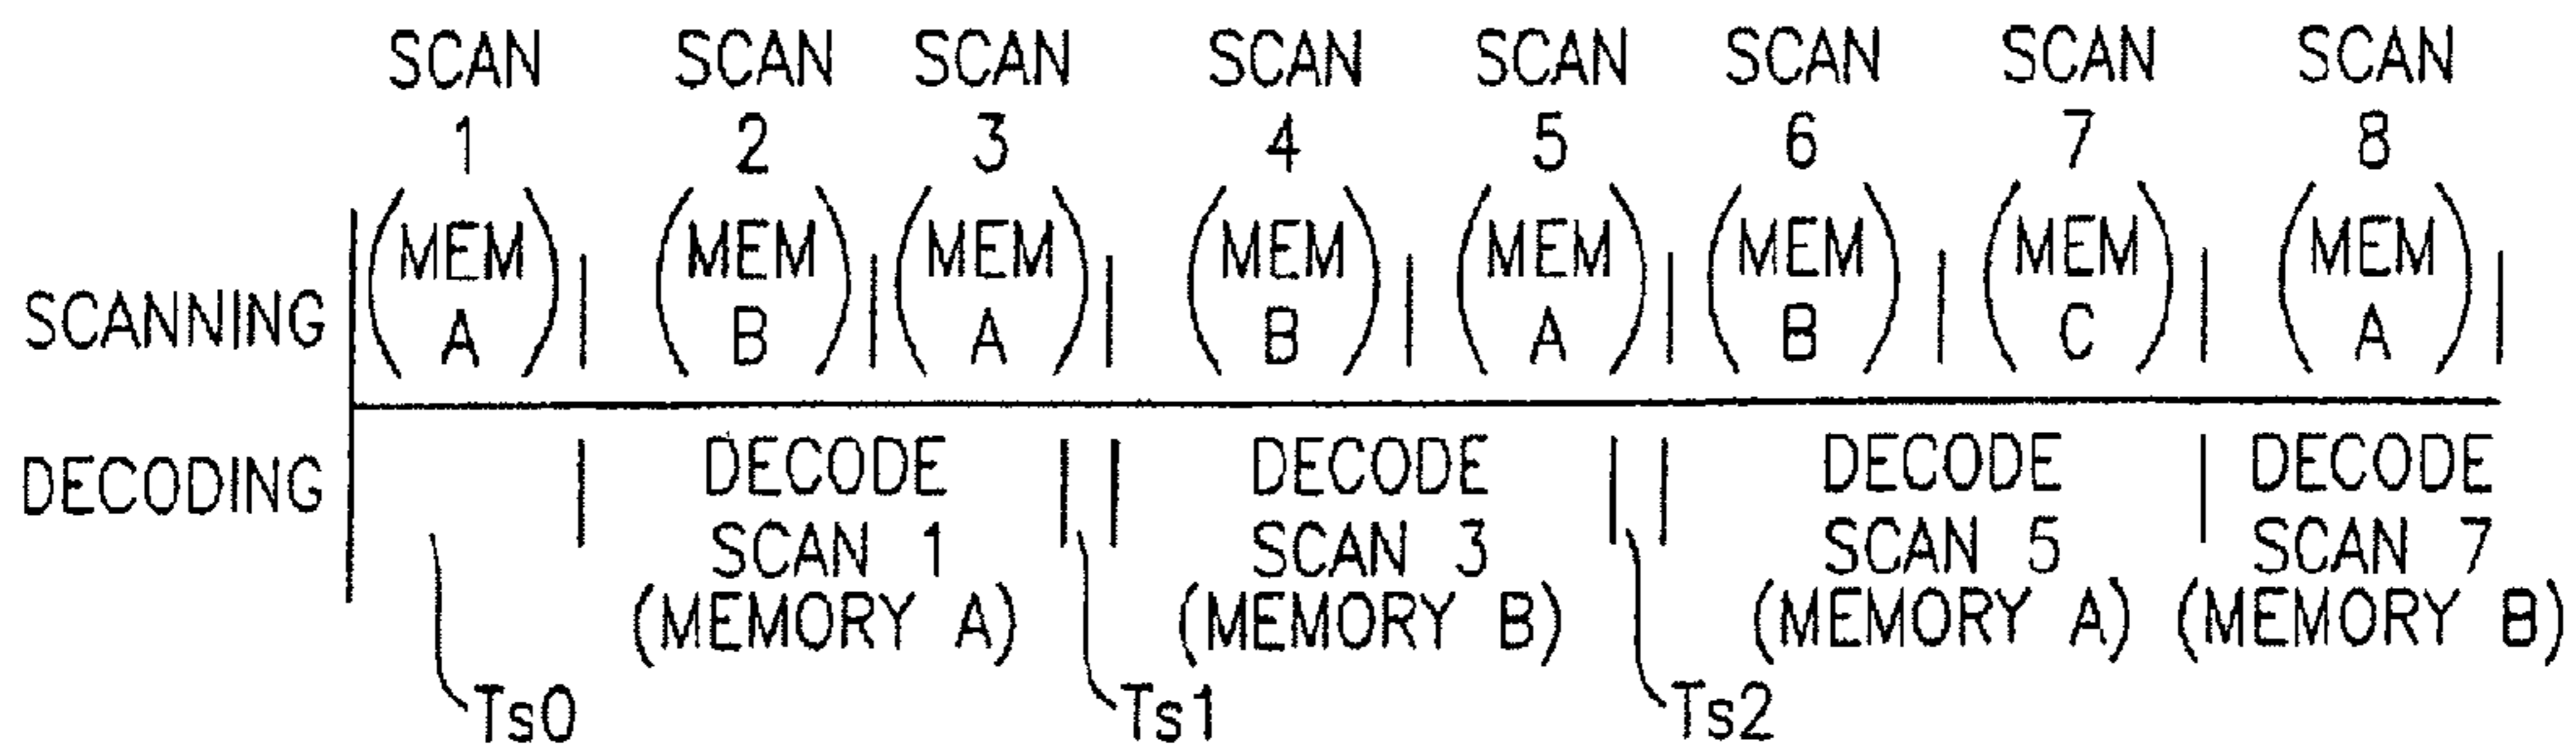 SCAN SCAN SCAN SCAN SCAN SCAN SCAN SCAN
1 2 3 4 5 6 7 8
(MEM (MEM (MEM (MEM (MEM (MEM (MEM (MEM
A) B) A) B) A) B) C) A)
SCANNING
DECODING
DECODE DECODE DECODE DECODE
SCAN 1 SCAN 3 SCAN 5 SCAN 7
(MEMORY A) (MEMORY B) (MEMORY A) (MEMORY B)
Ts0 Ts1 Ts2